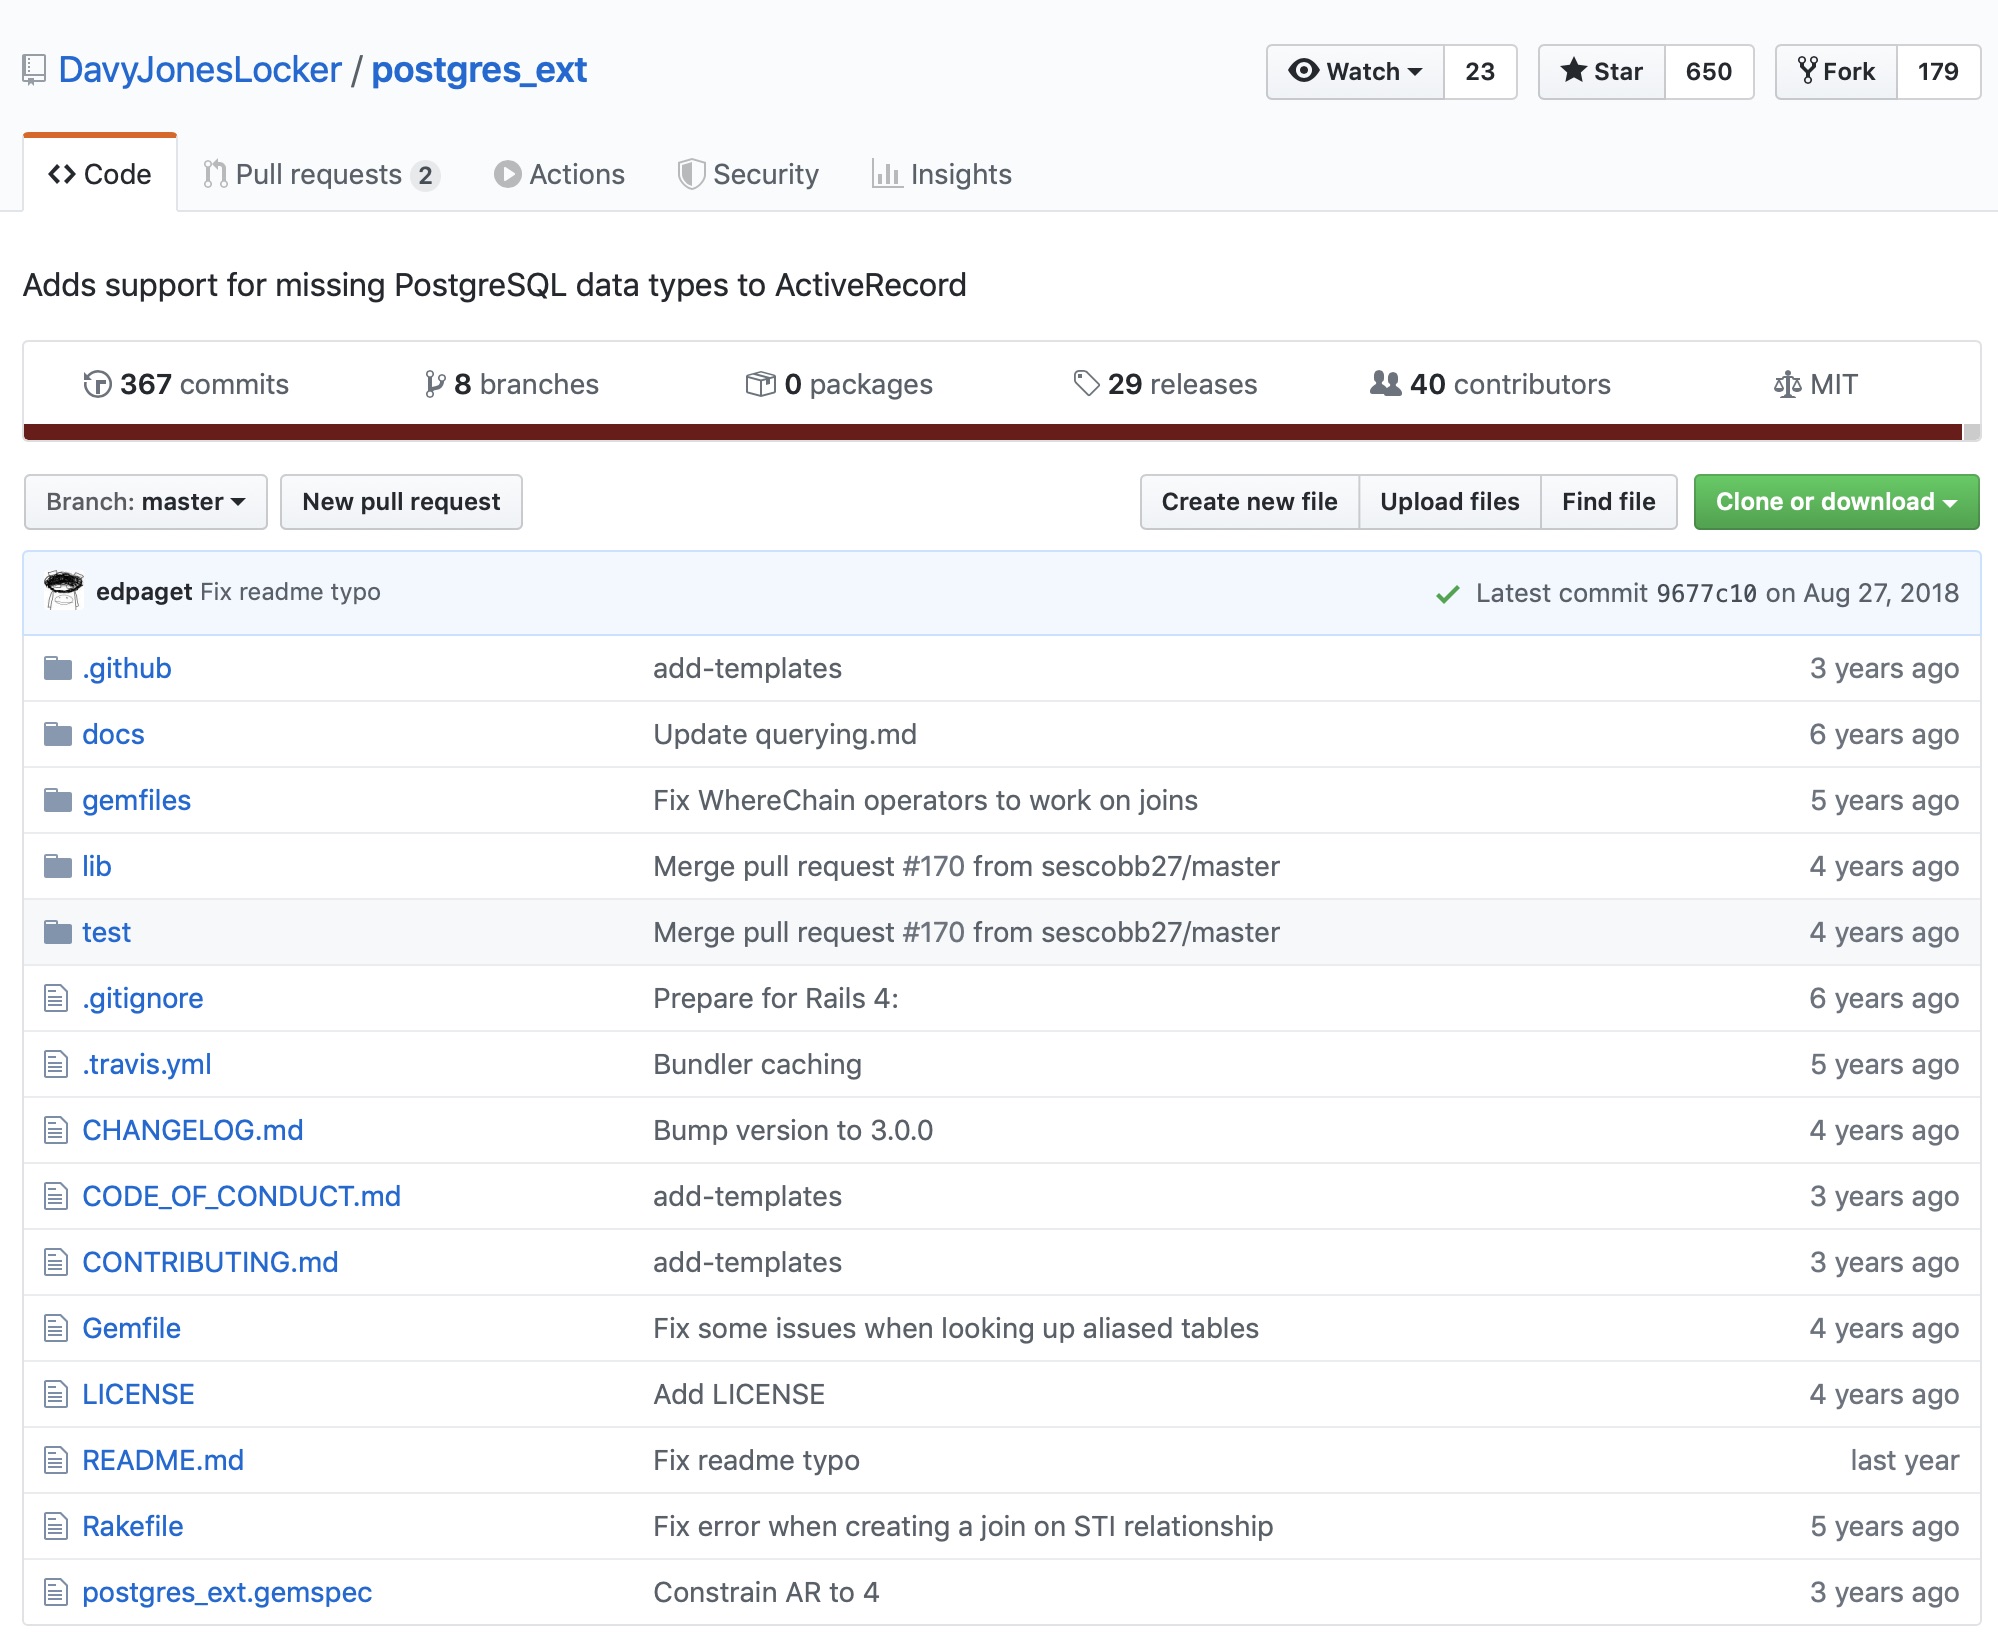 DavyJonesLocker / postgres_ext Watch 23 Star 650 Fork 179
Code Pull requests 2 Actions Security Insights
Adds support for missing PostgreSQL data types to ActiveRecord
367 commits 8 branches 0 packages 29 releases 40 contributors MIT
Branch: master New pull request Create new file Upload files Find file Clone or download
edpaget Fix readme typo Latest commit 9677c10 on Aug 27, 2018
.github add-templates 3 years ago
docs Update querying.md 6 years ago
gemfiles Fix WhereChain operators to work on joins 5 years ago
lib Merge pull request #170 from sescobb27/master 4 years ago
test Merge pull request #170 from sescobb27/master 4 years ago
.gitignore Prepare for Rails 4: 6 years ago
.travis.yml Bundler caching 5 years ago
CHANGELOG.md Bump version to 3.0.0 4 years ago
CODE_OF_CONDUCT.md add-templates 3 years ago
CONTRIBUTING.md add-templates 3 years ago
Gemfile Fix some issues when looking up aliased tables 4 years ago
LICENSE Add LICENSE 4 years ago
README.md Fix readme typo last year
Rakefile Fix error when creating a join on STI relationship 5 years ago
postgres_ext.gemspec Constrain AR to 4 3 years ago